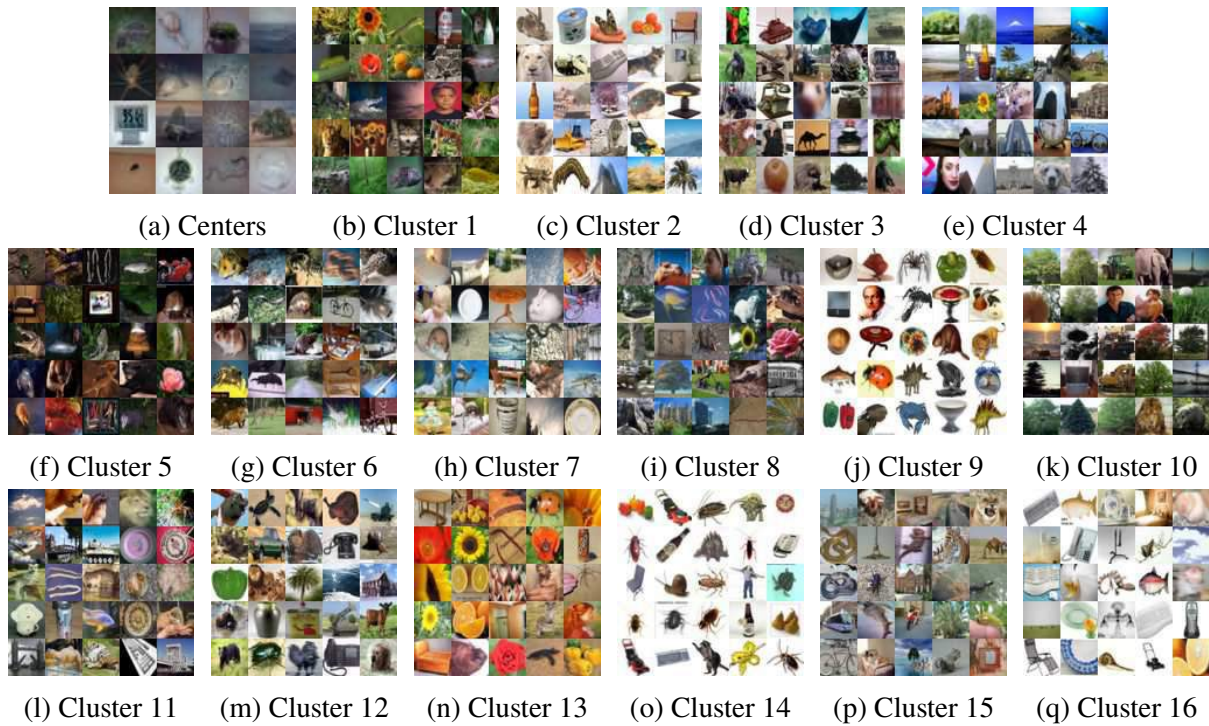 (a) Centers (b) Cluster 1 (c) Cluster 2 (d) Cluster 3 (e) Cluster 4
(f) Cluster 5 (g) Cluster 6 (h) Cluster 7 (i) Cluster 8 (j) Cluster 9 (k) Cluster 10
(l) Cluster 11 (m) Cluster 12 (n) Cluster 13 (o) Cluster 14 (p) Cluster 15 (q) Cluster 16